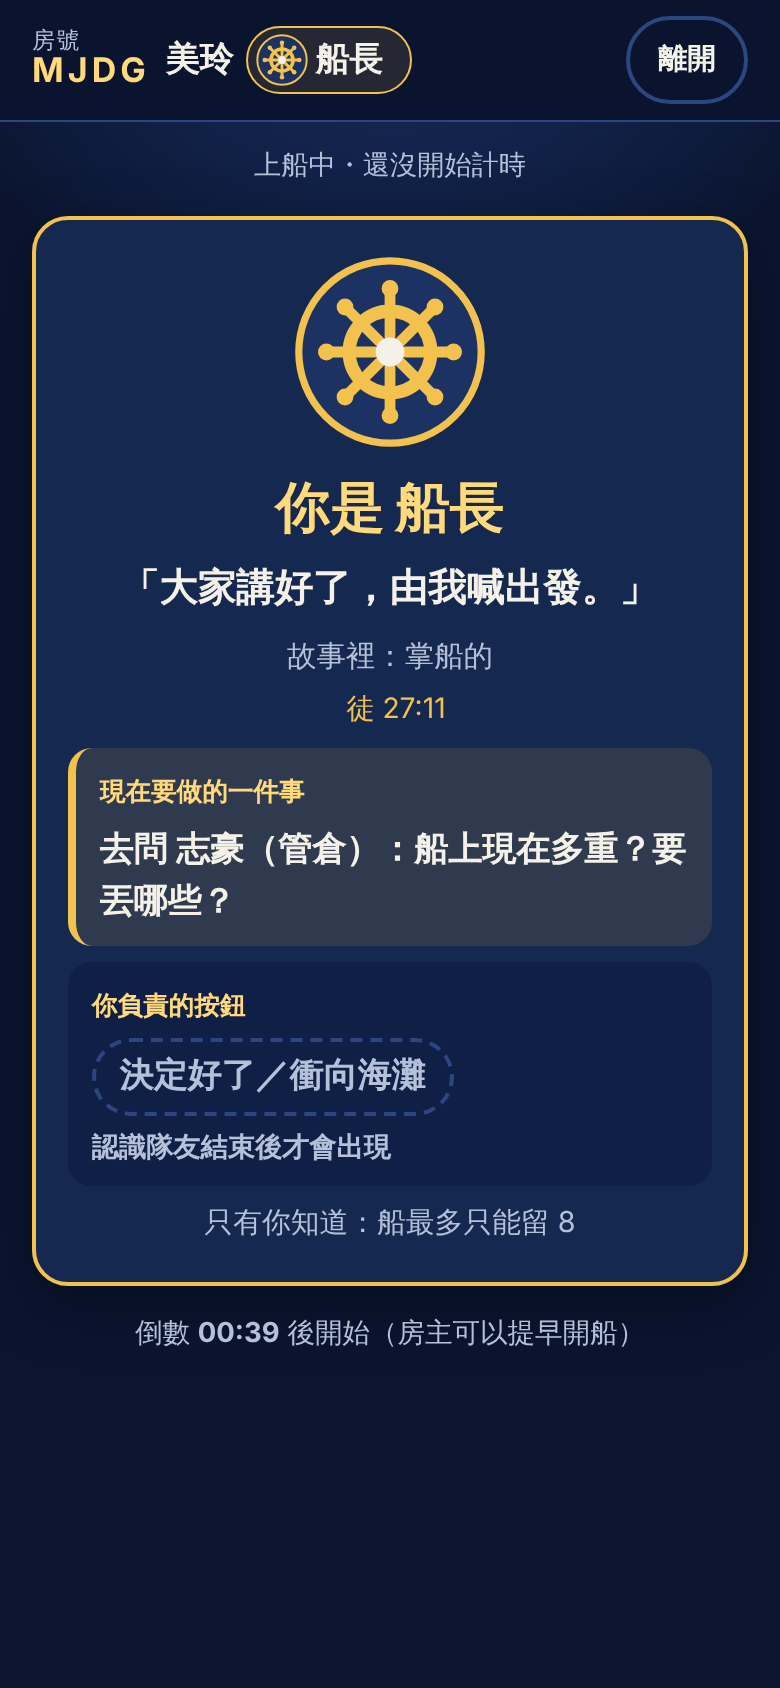 房號
MJDG
美玲
船長
離開
上船中・還沒開始計時
你是 船長
「大家講好了，由我喊出發。」
故事裡：掌船的
徒 27:11
現在要做的一件事
去問 志豪（管倉）：船上現在多重？要
丟哪些？
你負責的按鈕
決定好了／衝向海灘
認識隊友結束後才會出現
只有你知道：船最多只能留 8
倒數 00:39 後開始（房主可以提早開船）